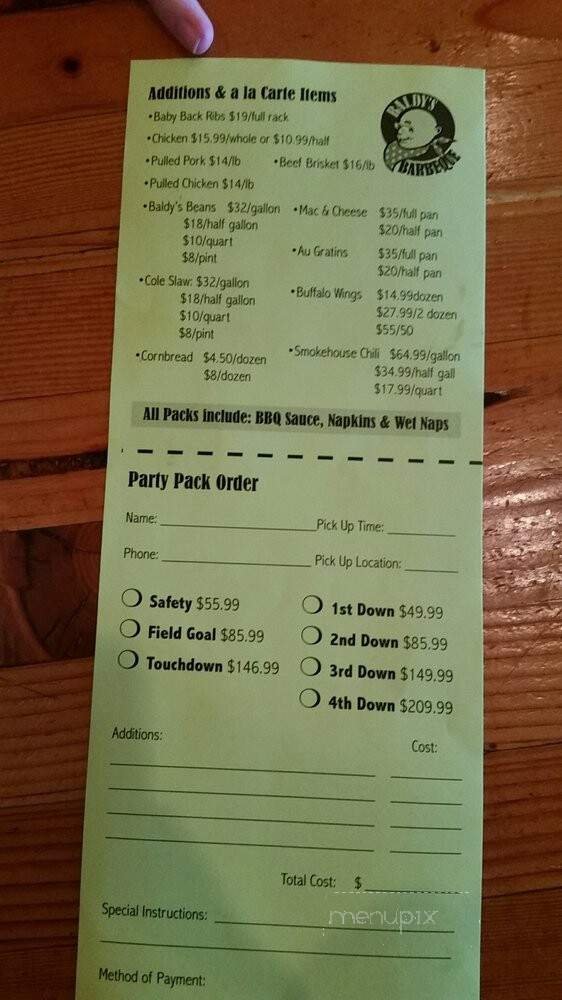 Additions & a la Carte Items
BALDY'S
BARBEQUE
•Baby Back Ribs $19/full rack
•Chicken $15.99/whole or $10.99/half
•Pulled Pork $14/lb •Beef Brisket $16/lb
•Pulled Chicken $14/lb
•Baldy's Beans $32/gallon
$18/half gallon
$10/quart
$8/pint
•Cole Slaw: $32/gallon
$18/half gallon
$10/quart
$8/pint
•Cornbread $4.50/dozen
$8/dozen
•Mac & Cheese $35/full pan
$20/half pan
•Au Gratins $35/full pan
$20/half pan
•Buffalo Wings $14.99dozen
$27.99/2 dozen
$55/50
•Smokehouse Chili $64.99/gallon
$34.99/half gall
$17.99/quart
All Packs include: BBQ Sauce, Napkins & Wet Naps
Party Pack Order
Name: Pick Up Time:
Phone: Pick Up Location:
Safety $55.99
Field Goal $85.99
Touchdown $146.99
1st Down $49.99
2nd Down $85.99
3rd Down $149.99
4th Down $209.99
Additions: Cost:
Total Cost: $
menupix
Special Instructions:
Method of Payment: